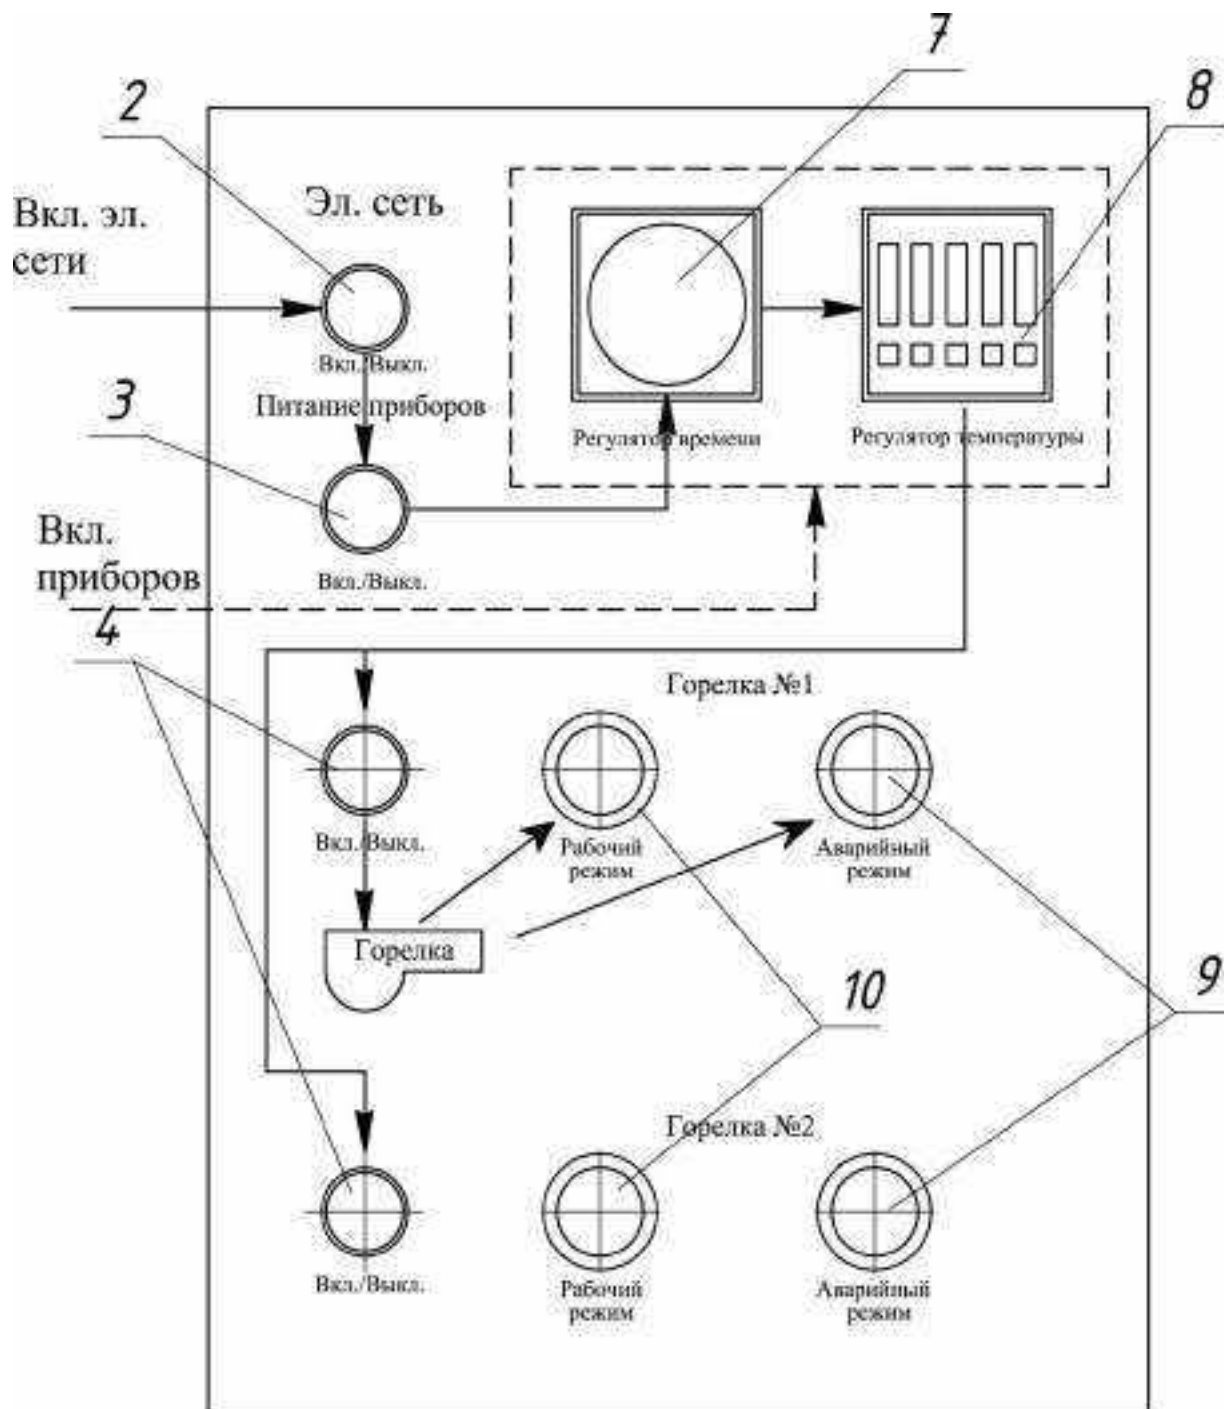 7
2
8
Эл. сеть
Вкл. эл.
сети
Вкл./Выкл.
3
Питание приборов
Регулятор времени
Регулятор температуры
Вкл.
приборов
Вкл./Выкл.
4
Горелка №1
Вкл./Выкл.
Рабочий
режим
Аварийный
режим
Горелка
10
9
Горелка №2
Вкл./Выкл.
Рабочий
режим
Аварийный
режим